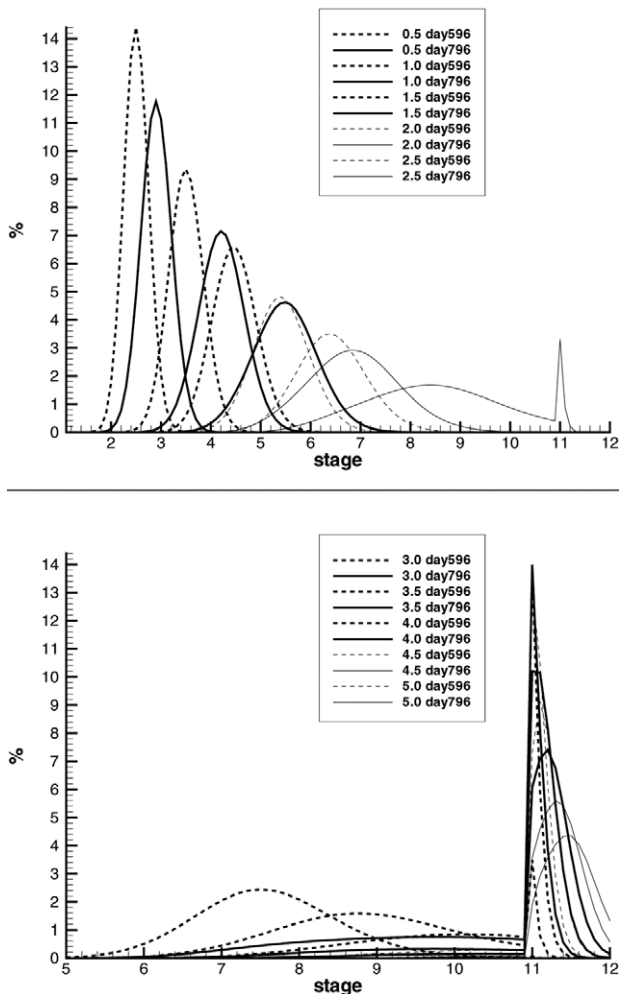 14
13
12
11
10
9
8
7
6
5
4
3
2
1
0
%
0.5 day596
0.5 day796
1.0 day596
1.0 day796
1.5 day596
1.5 day796
2.0 day596
2.0 day796
2.5 day596
2.5 day796
2 3 4 5 6 7 8 9 10 11 12
stage
14
13
12
11
10
9
8
7
6
5
4
3
2
1
0
%
3.0 day596
3.0 day796
3.5 day596
3.5 day796
4.0 day596
4.0 day796
4.5 day596
4.5 day796
5.0 day596
5.0 day796
5 6 7 8 9 10 11 12
stage